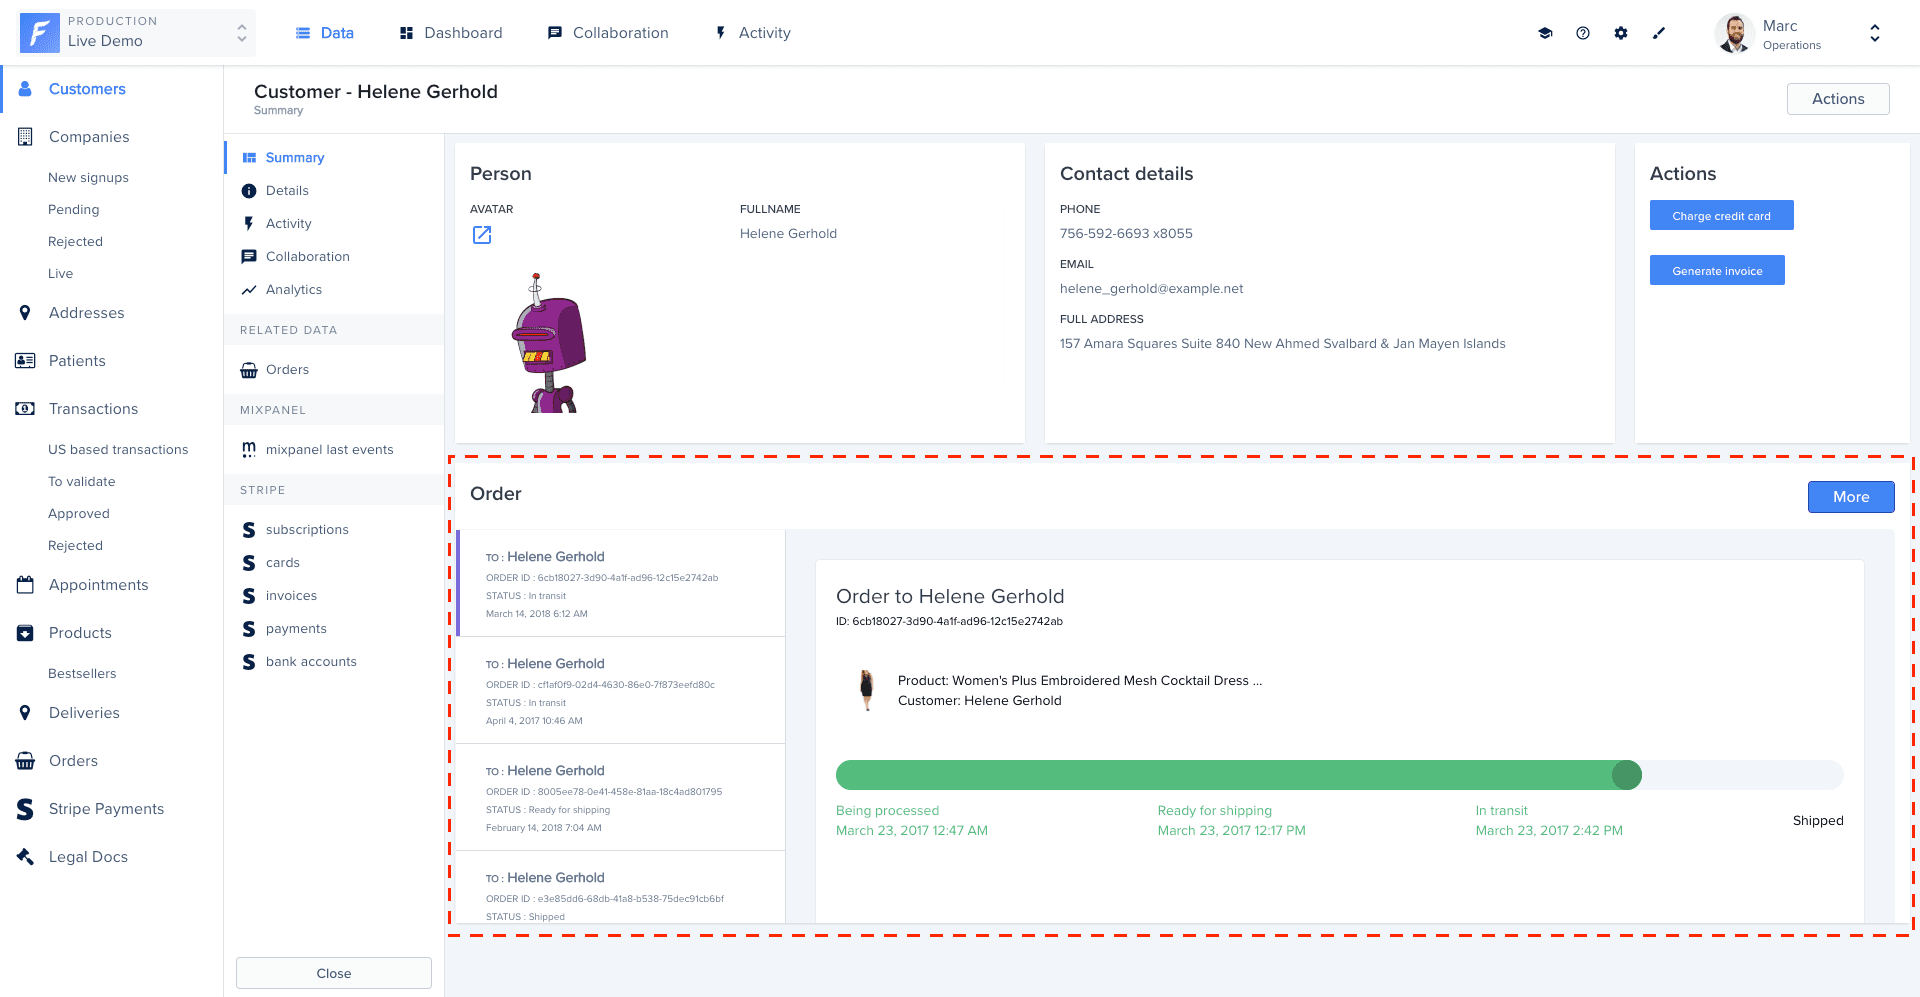 PRODUCTION
Live Demo
Data
Dashboard
Collaboration
Activity
Marc
Operations
Customers
Companies
New signups
Pending
Rejected
Live
Addresses
Patients
Transactions
US based transactions
To validate
Approved
Rejected
Appointments
Products
Bestsellers
Deliveries
Orders
Stripe Payments
Legal Docs
Customer - Helene Gerhold
Summary
Actions
Summary
Details
Activity
Collaboration
Analytics
RELATED DATA
Orders
MIXPANEL
mixpanel last events
STRIPE
subscriptions
cards
invoices
payments
bank accounts
Close
Person
AVATAR
FULLNAME
Helene Gerhold
Contact details
PHONE
756-592-6693 x8055
EMAIL
helene_gerhold@example.net
FULL ADDRESS
157 Amara Squares Suite 840 New Ahmed Svalbard & Jan Mayen Islands
Actions
Charge credit card
Generate invoice
Order
More
TO : Helene Gerhold
ORDER ID : 6cb18027-3d90-4a1f-ad96-12c15e2742ab
STATUS : In transit
March 14, 2018 6:12 AM
TO : Helene Gerhold
ORDER ID : cf1af0f9-02d4-4630-86e0-7f873eefd80c
STATUS : In transit
April 4, 2017 10:46 AM
TO : Helene Gerhold
ORDER ID : 8005ee78-0e41-458e-81aa-18c4ad801795
STATUS : Ready for shipping
February 14, 2018 7:04 AM
TO : Helene Gerhold
ORDER ID : e3e85dd6-68db-41a8-b538-75dec91cb6bf
STATUS : Shipped
Order to Helene Gerhold
ID: 6cb18027-3d90-4a1f-ad96-12c15e2742ab
Product: Women's Plus Embroidered Mesh Cocktail Dress ...
Customer: Helene Gerhold
Being processed
March 23, 2017 12:47 AM
Ready for shipping
March 23, 2017 12:17 PM
In transit
March 23, 2017 2:42 PM
Shipped